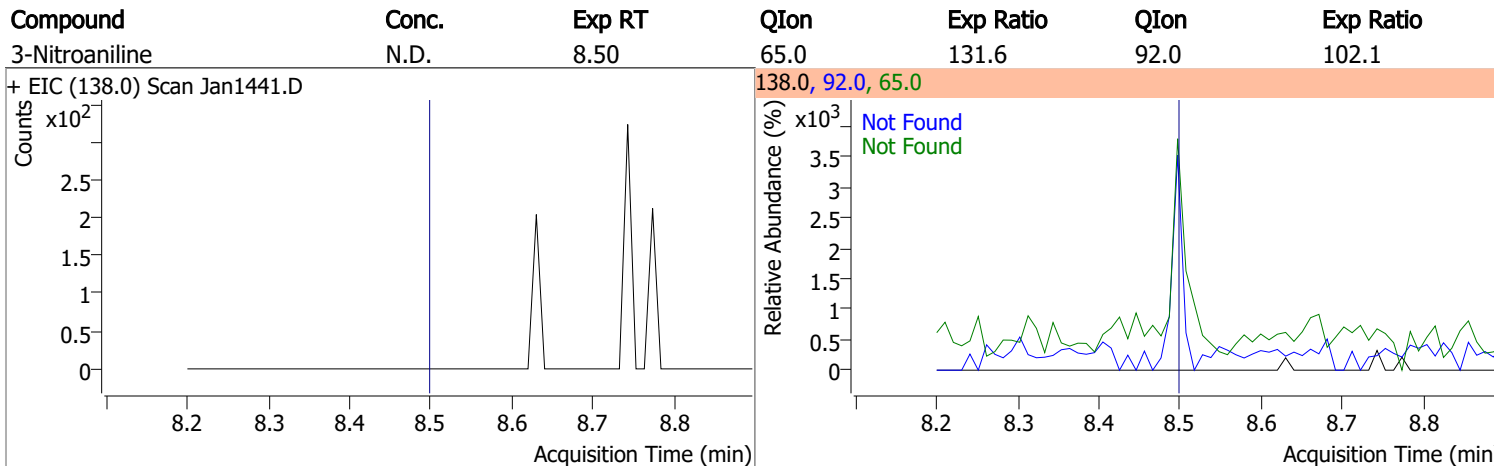 Compound Conc. Exp RT QIon Exp Ratio QIon Exp Ratio
3-Nitroaniline N.D. 8.50 65.0 131.6 92.0 102.1
+ EIC (138.0) Scan Jan1441.D
Counts
x10²
2.5
2
1.5
1
0.5
0
8.2 8.3 8.4 8.5 8.6 8.7 8.8
Acquisition Time (min)
138.0, 92.0, 65.0
Relative Abundance (%)
x10³
Not Found
Not Found
3.5
3
2.5
2
1.5
1
0.5
0
8.2 8.3 8.4 8.5 8.6 8.7 8.8
Acquisition Time (min